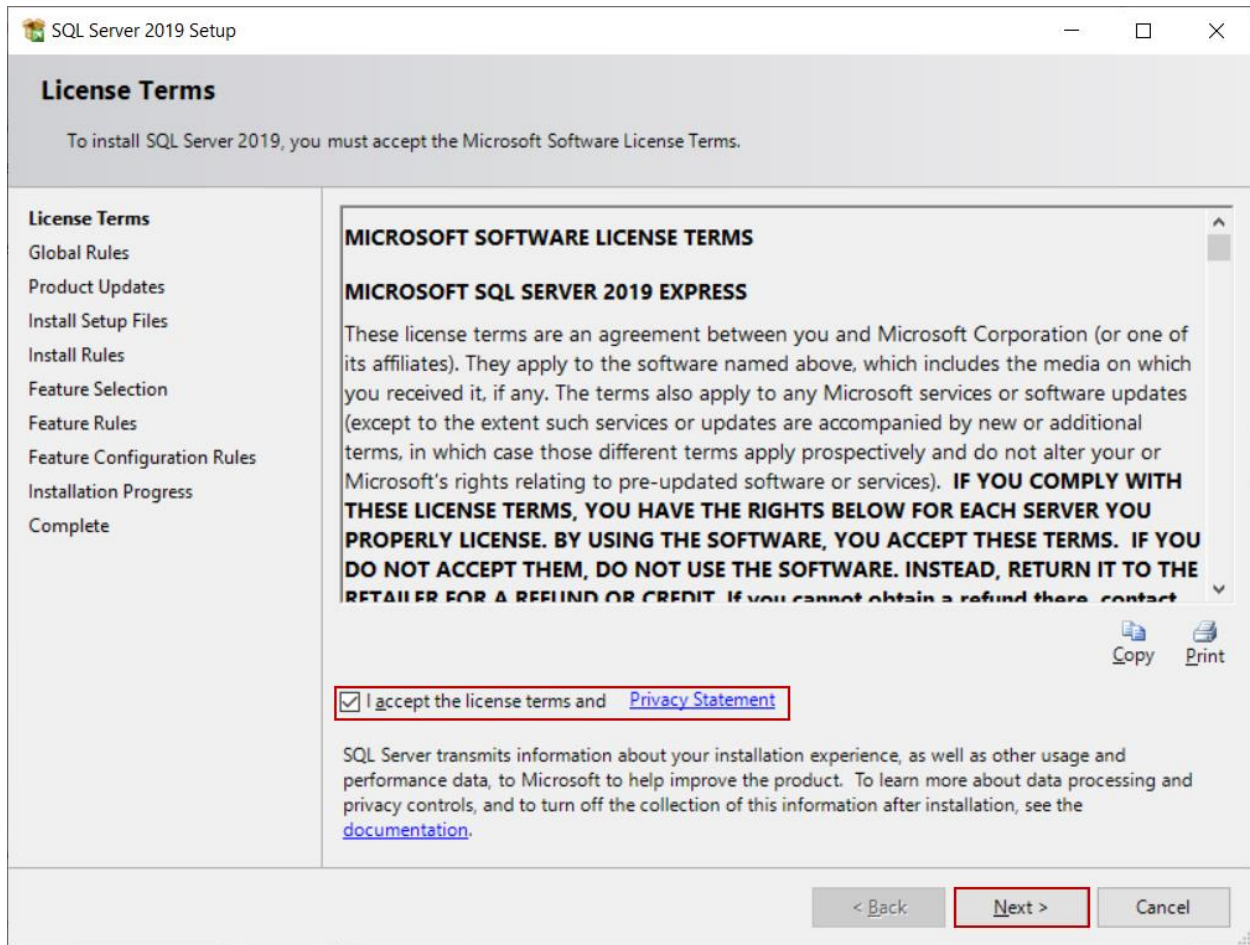 SQL Server 2019 Setup
License Terms
To install SQL Server 2019, you must accept the Microsoft Software License Terms.
License Terms
Global Rules
Product Updates
Install Setup Files
Install Rules
Feature Selection
Feature Rules
Feature Configuration Rules
Installation Progress
Complete
MICROSOFT SOFTWARE LICENSE TERMS
MICROSOFT SQL SERVER 2019 EXPRESS
These license terms are an agreement between you and Microsoft Corporation (or one of
its affiliates). They apply to the software named above, which includes the media on which
you received it, if any. The terms also apply to any Microsoft services or software updates
(except to the extent such services or updates are accompanied by new or additional
terms, in which case those different terms apply prospectively and do not alter your or
Microsoft's rights relating to pre-updated software or services). IF YOU COMPLY WITH
THESE LICENSE TERMS, YOU HAVE THE RIGHTS BELOW FOR EACH SERVER YOU
PROPERLY LICENSE. BY USING THE SOFTWARE, YOU ACCEPT THESE TERMS. IF YOU
DO NOT ACCEPT THEM, DO NOT USE THE SOFTWARE. INSTEAD, RETURN IT TO THE
RETAILER FOR A REFUND OR CREDIT. If you cannot obtain a refund there, contact
Copy Print
I accept the license terms and Privacy Statement
SQL Server transmits information about your installation experience, as well as other usage and
performance data, to Microsoft to help improve the product. To learn more about data processing and
privacy controls, and to turn off the collection of this information after installation, see the
documentation.
< Back Next > Cancel